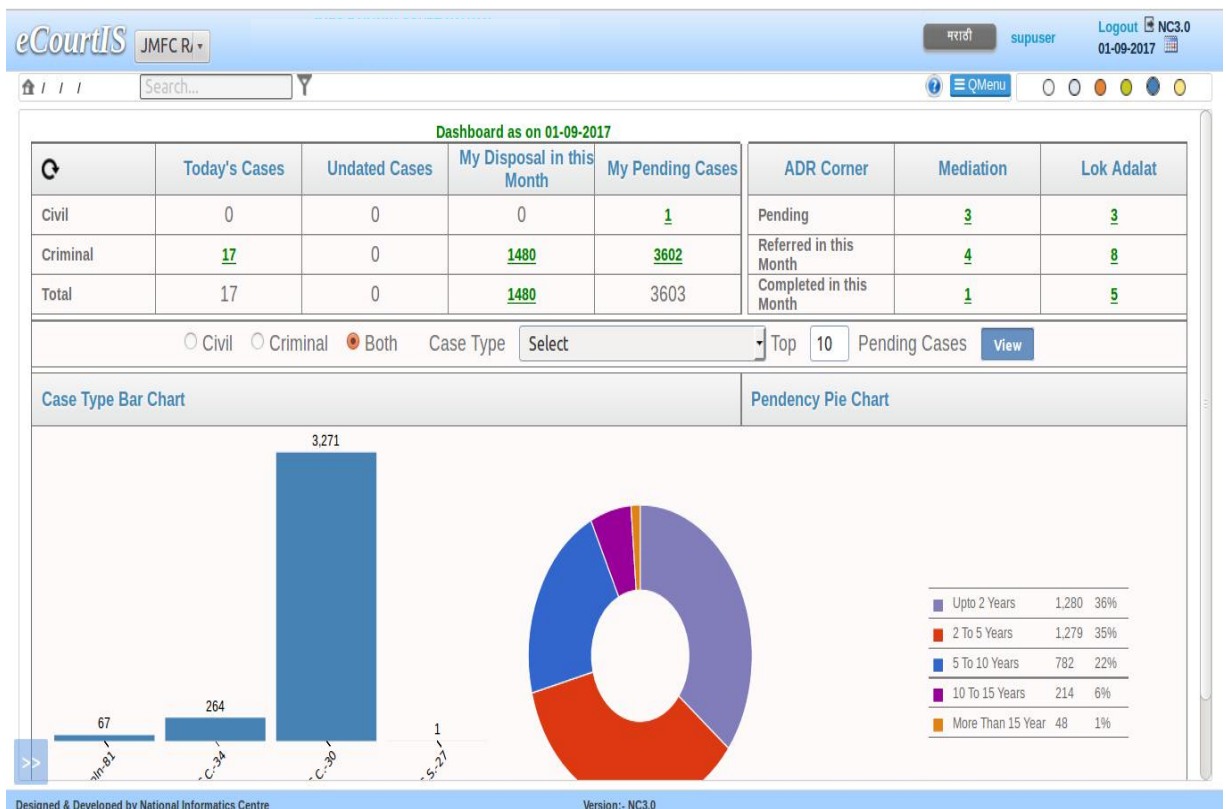 eCourtIS JMFC R/ मराठी supuser Logout NC3.0
01-09-2017
/ / / Search... QMenu
Dashboard as on 01-09-2017
Today's Cases Undated Cases My Disposal in this Month My Pending Cases ADR Corner Mediation Lok Adalat
Civil 0 0 0 1 Pending 3 3
Criminal 17 0 1480 3602 Referred in this Month 4 8
Total 17 0 1480 3603 Completed in this Month 1 5
Civil Criminal Both Case Type Select Top 10 Pending Cases View
Case Type Bar Chart Pendency Pie Chart
3,271
264
67
1
-81
C.-34
C.-30
S.-27
Upto 2 Years 1,280 36%
2 To 5 Years 1,279 35%
5 To 10 Years 782 22%
10 To 15 Years 214 6%
More Than 15 Year 48 1%
>>
Designed & Developed by National Informatics Centre Version:- NC3.0